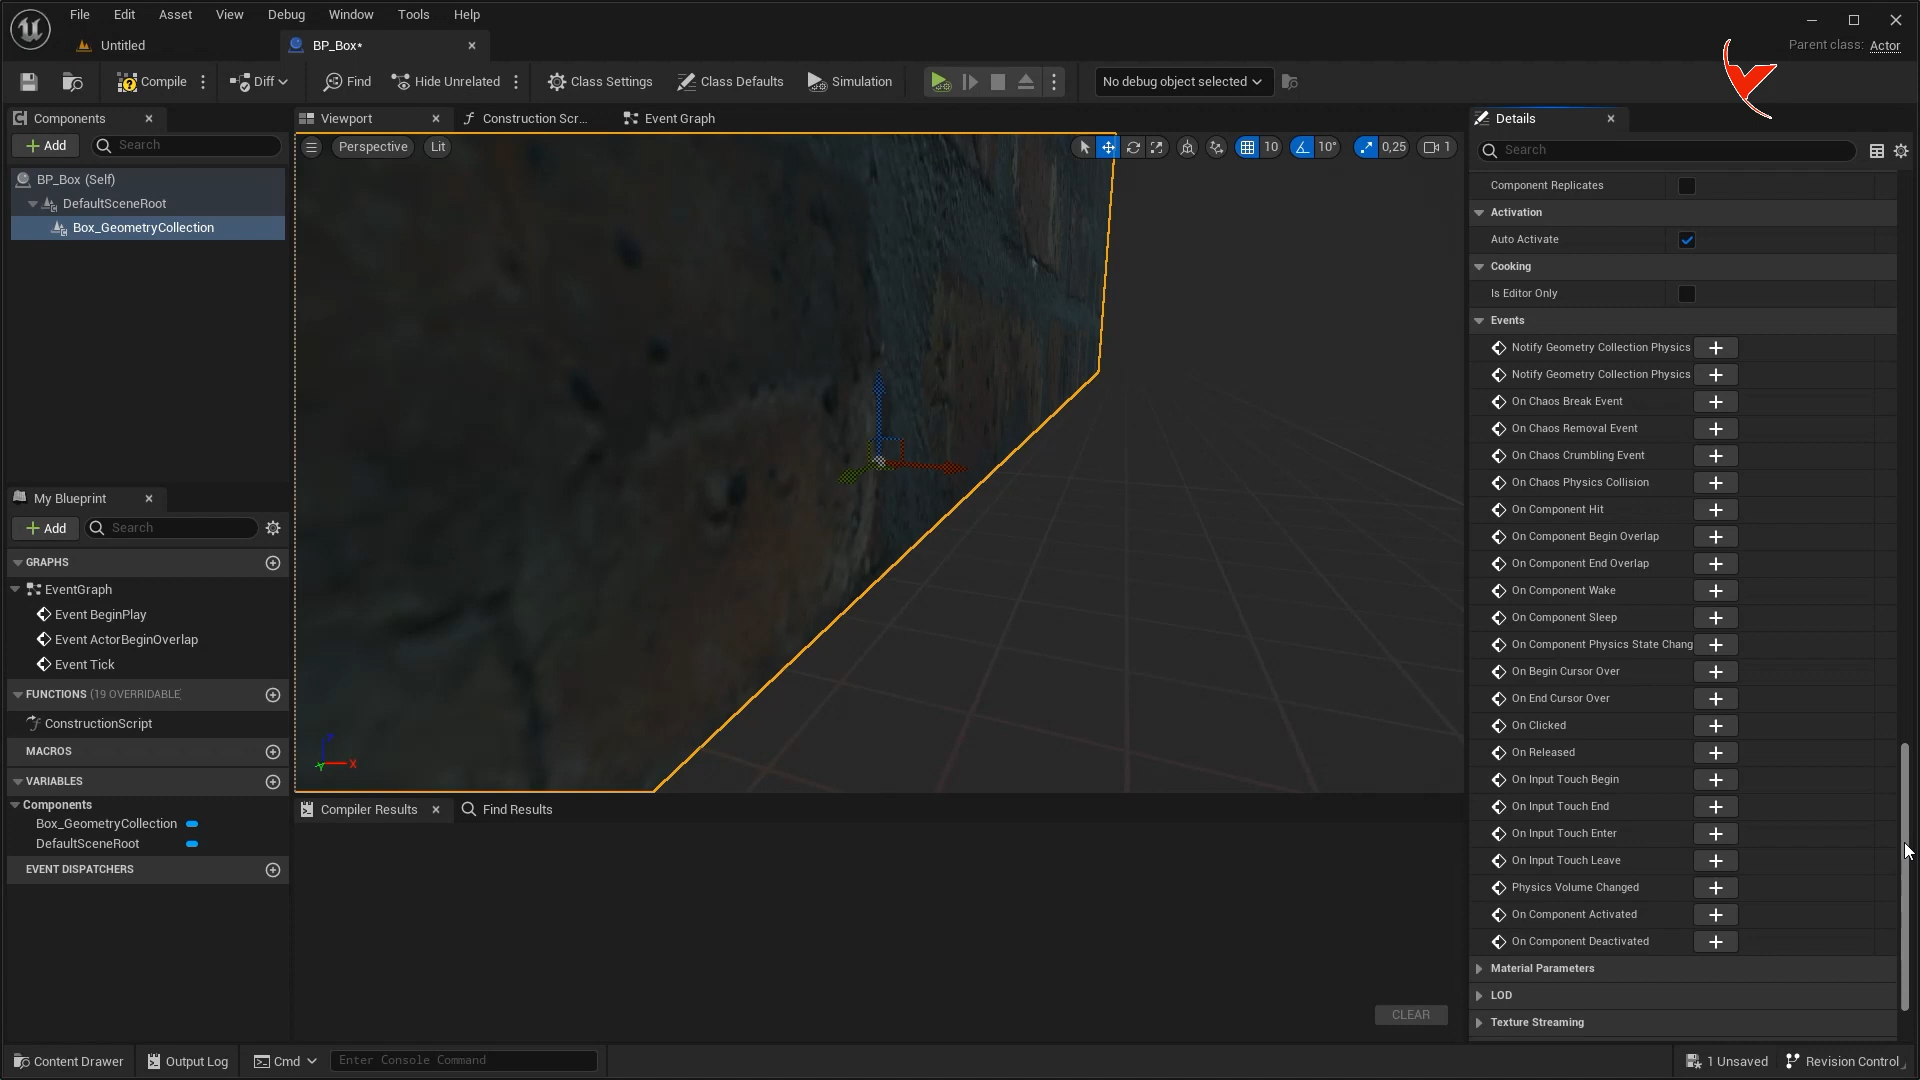 File Edit Asset View Debug Window Tools Help
Untitled
BP_Box*
Parent class: Actor
Compile
Diff
Find
Hide Unrelated
Class Settings
Class Defaults
Simulation
No debug object selected
Components
Add
Search
BP_Box (Self)
DefaultSceneRoot
Box_GeometryCollection
My Blueprint
Add
Search
GRAPHS
EventGraph
Event BeginPlay
Event ActorBeginOverlap
Event Tick
FUNCTIONS (19 OVERRIDABLE
ConstructionScript
MACROS
VARIABLES
Components
Box_GeometryCollection
DefaultSceneRoot
EVENT DISPATCHERS
Viewport
Construction Scr...
Event Graph
Perspective
Lit
10
10°
0,25
1
Z
Y
X
Compiler Results
Find Results
CLEAR
Details
Search
Component Replicates
Activation
Auto Activate
Cooking
Is Editor Only
Events
Notify Geometry Collection Physics
Notify Geometry Collection Physics
On Chaos Break Event
On Chaos Removal Event
On Chaos Crumbling Event
On Chaos Physics Collision
On Component Hit
On Component Begin Overlap
On Component End Overlap
On Component Wake
On Component Sleep
On Component Physics State Chang
On Begin Cursor Over
On End Cursor Over
On Clicked
On Released
On Input Touch Begin
On Input Touch End
On Input Touch Enter
On Input Touch Leave
Physics Volume Changed
On Component Activated
On Component Deactivated
Material Parameters
LOD
Texture Streaming
Content Drawer
Output Log
Cmd
Enter Console Command
1 Unsaved
Revision Control